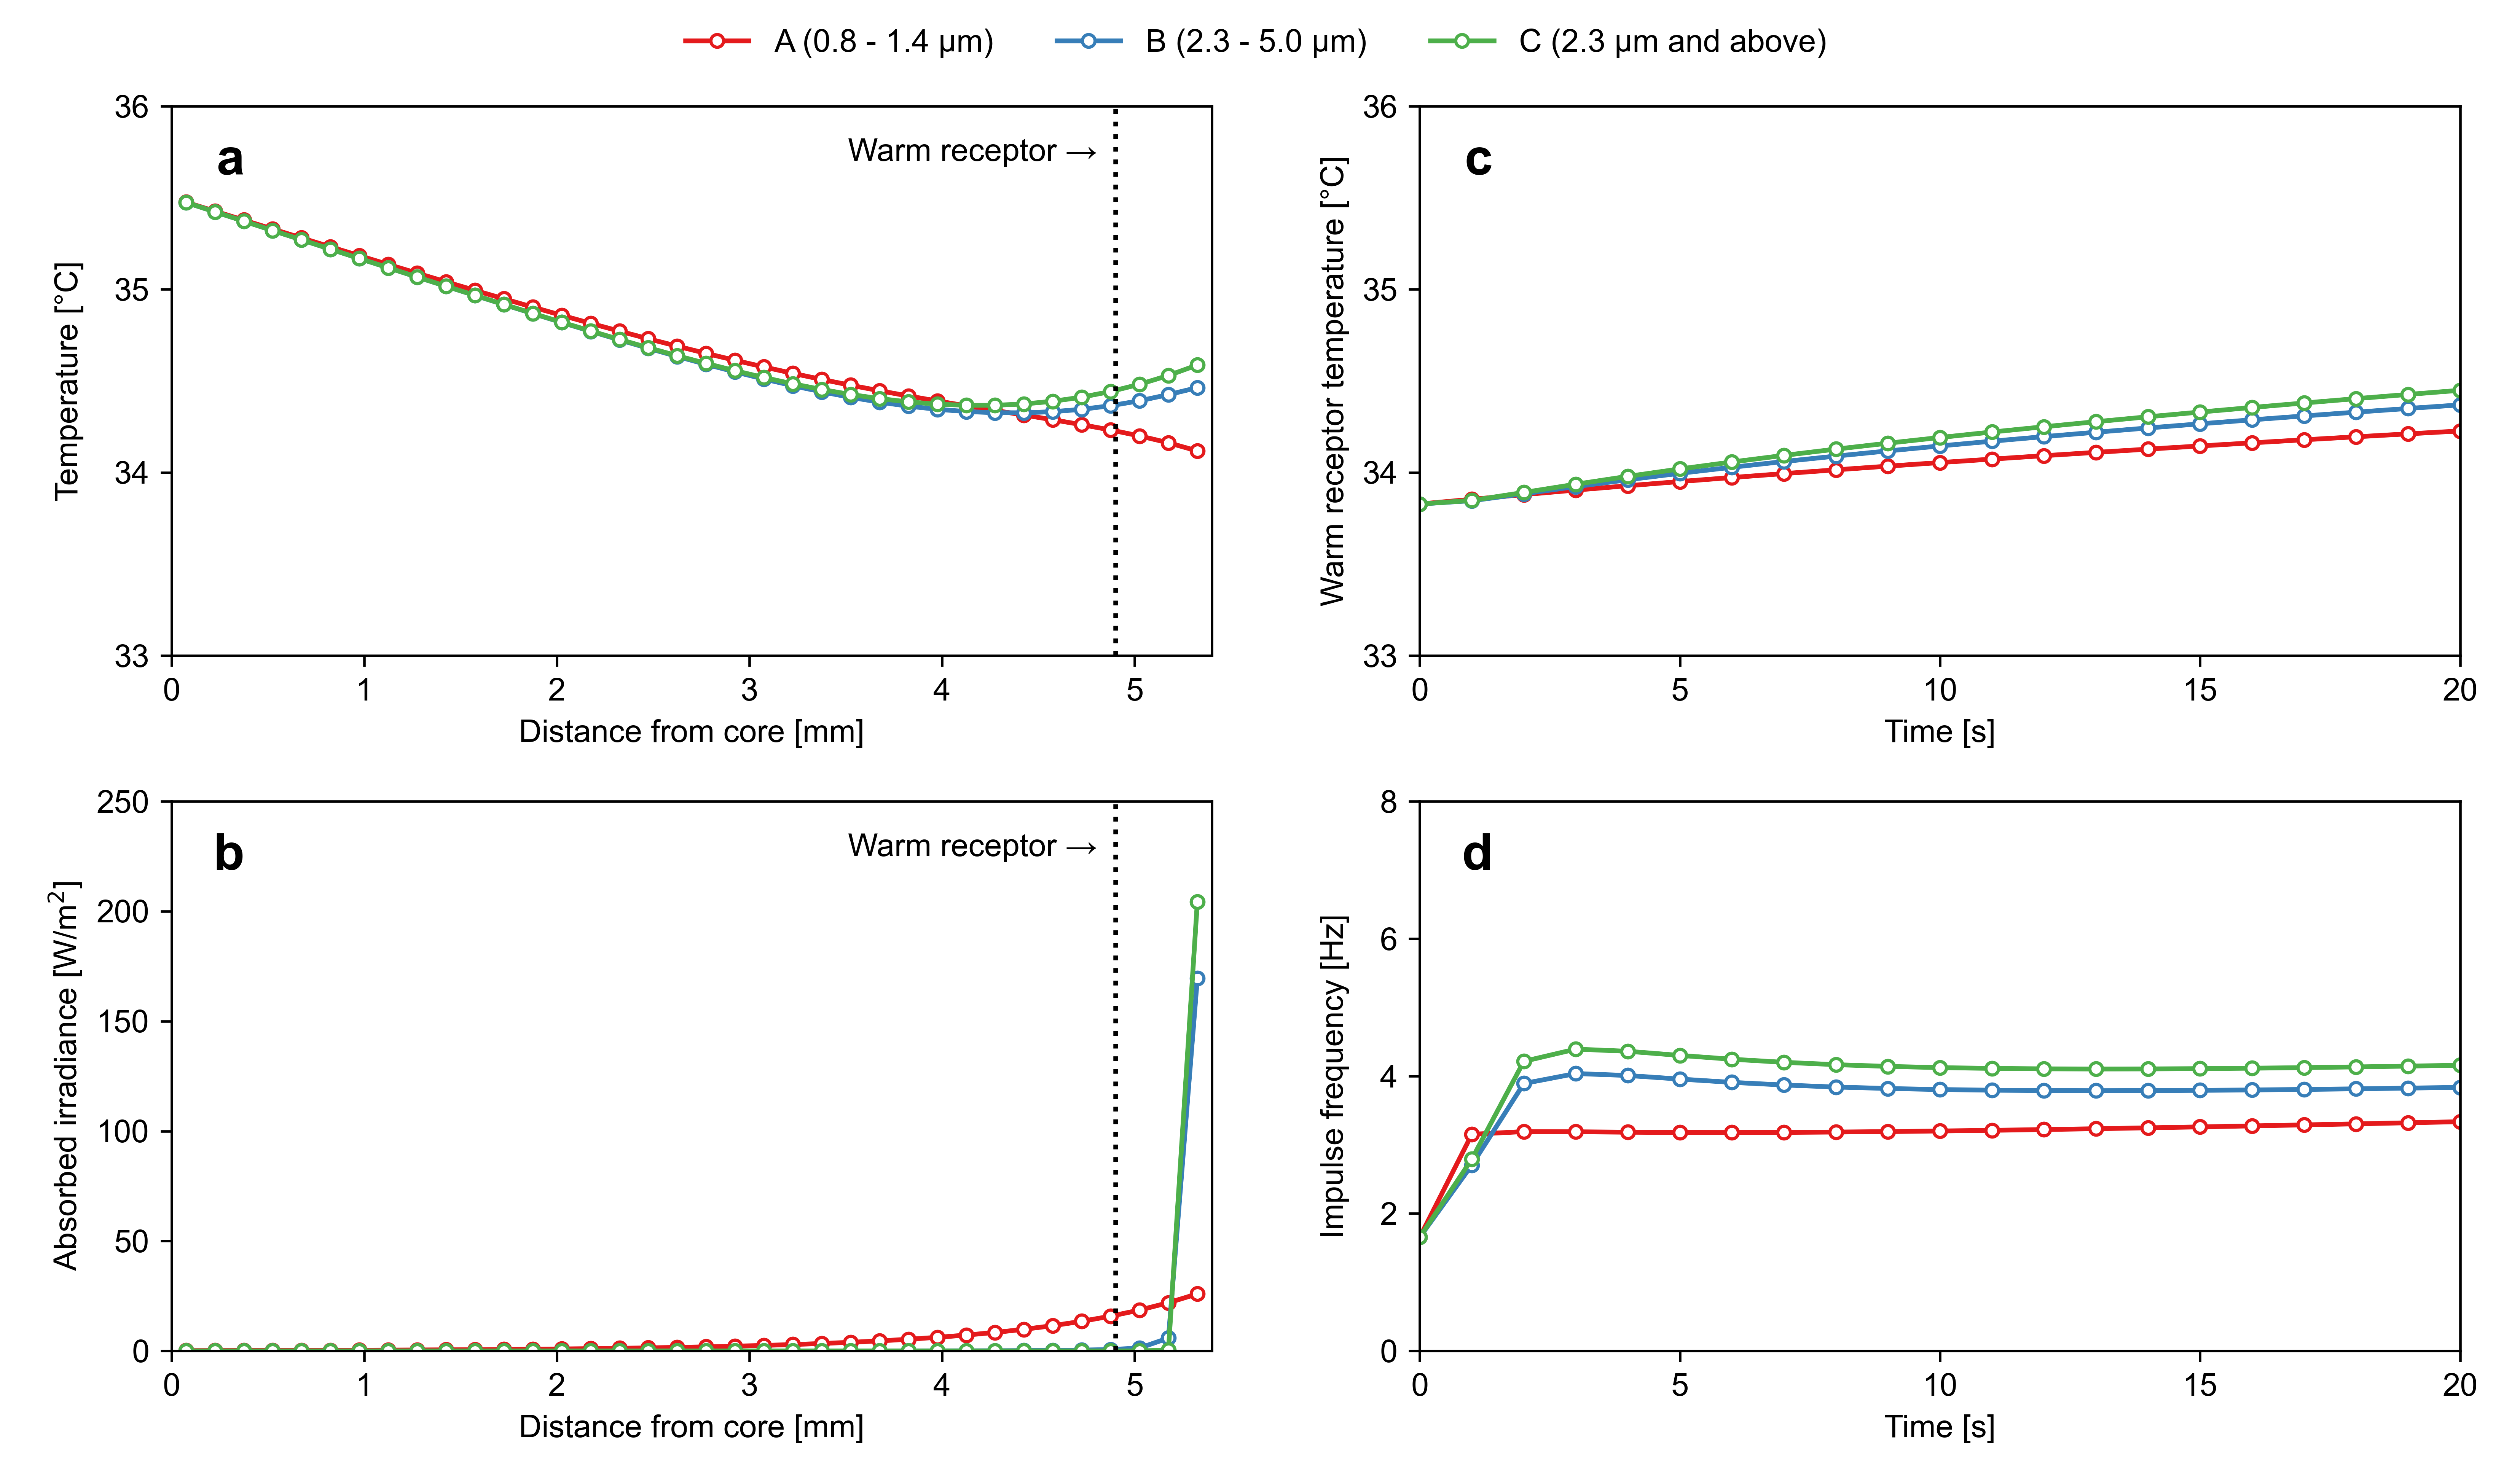 A (0.8 - 1.4 µm) B (2.3 - 5.0 µm) C (2.3 µm and above)
a
Warm receptor →
Temperature [°C]
36
35
34
33
0 1 2 3 4 5
Distance from core [mm]
c
Warm receptor temperature [°C]
36
35
34
33
0 5 10 15 20
Time [s]
b
Warm receptor →
Absorbed irradiance [W/m²]
250
200
150
100
50
0
0 1 2 3 4 5
Distance from core [mm]
d
Impulse frequency [Hz]
8
6
4
2
0
0 5 10 15 20
Time [s]